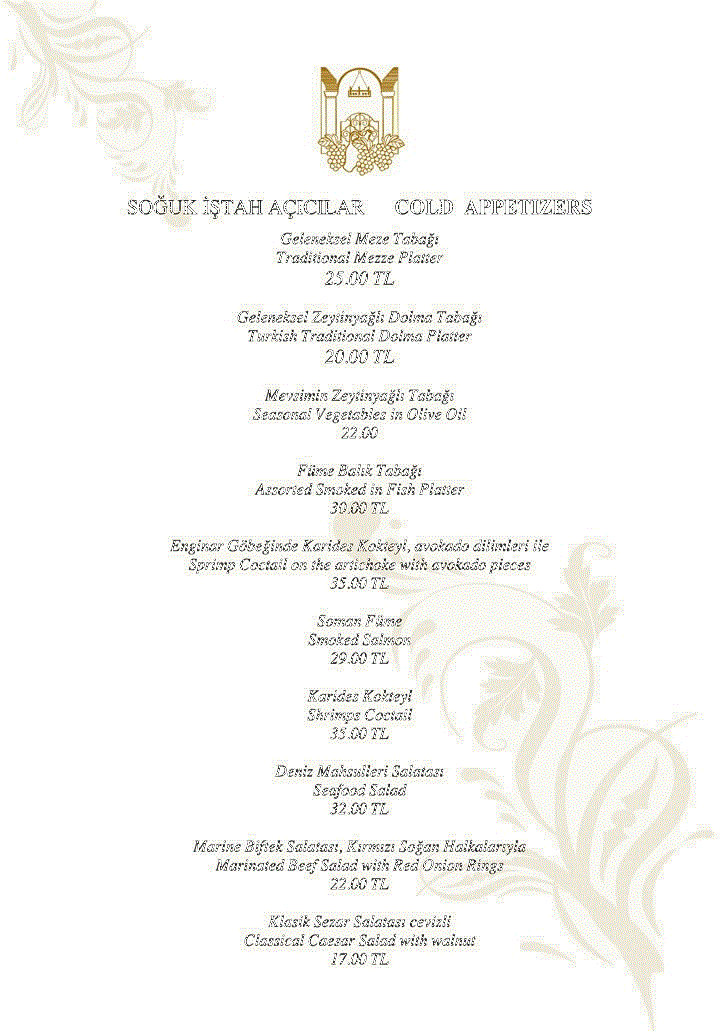 SOĞUK İŞTAH AÇICILAR COLD APPETIZERS
Geleneksel Meze Tabağı
Traditional Mezze Platter
25.00 TL
Geleneksel Zeytinyağlı Dolma Tabağı
Turkish Traditional Dolma Platter
20.00 TL
Mevsimin Zeytinyağlı Tabağı
Seasonal Vegetables in Olive Oil
22.00
Füme Balık Tabağı
Assorted Smoked in Fish Platter
30.00 TL
Enginar Göbeğinde Karides Kokteyl, avokado dilimleri ile
Sprimp Coctail on the artichoke with avokado pieces
35.00 TL
Soman Füme
Smoked Salmon
29.00 TL
Karides Kokteyl
Shrimps Coctail
35.00 TL
Deniz Mahsulleri Salatası
Seafood Salad
32.00 TL
Marine Biftek Salatası, Kırmızı Soğan Halkalarıyla
Marinated Beef Salad with Red Onion Rings
22.00 TL
Klasik Sezar Salatası cevizli
Classical Caesar Salad with walnut
17.00 TL